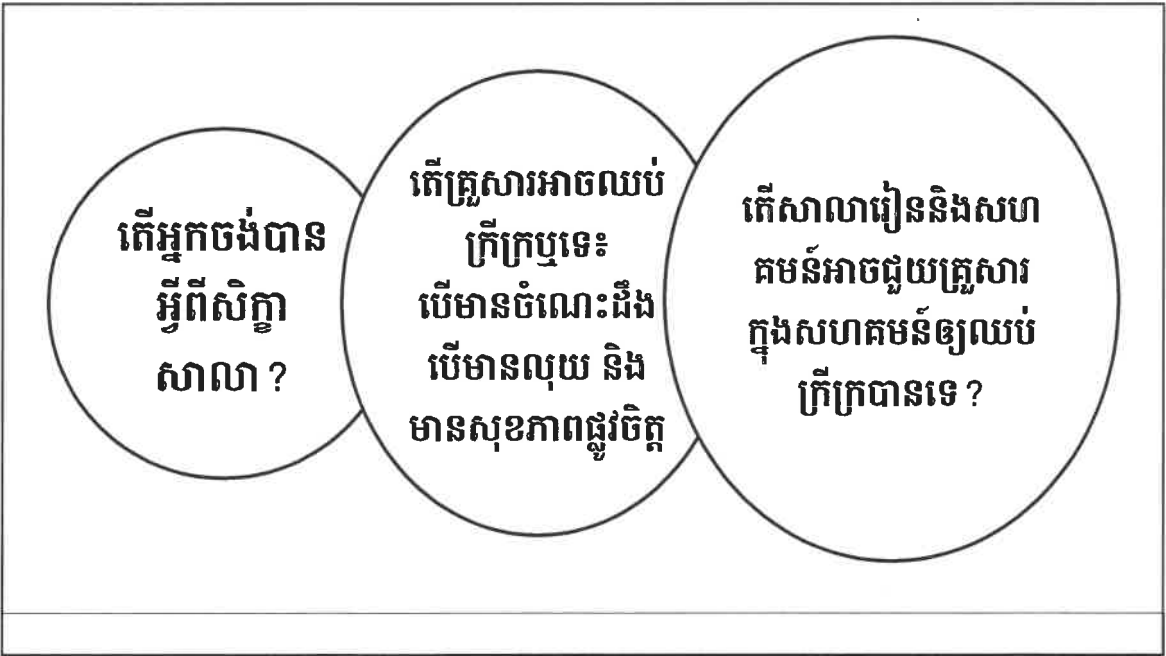 តើអ្នកចង់បាន
អ្វីពីសិក្ខា
សាលា ?
តើគ្រួសារអាចឈប់
ក្រីក្រឬទេ៖
បើមានចំណេះដឹង
បើមានលុយ និង
មានសុខភាពផ្លូវចិត្ត
តើសាលារៀននិងសហ
គមន៍អាចជួយគ្រួសារ
ក្នុងសហគមន៍ឲ្យឈប់
ក្រីក្របានទេ ?